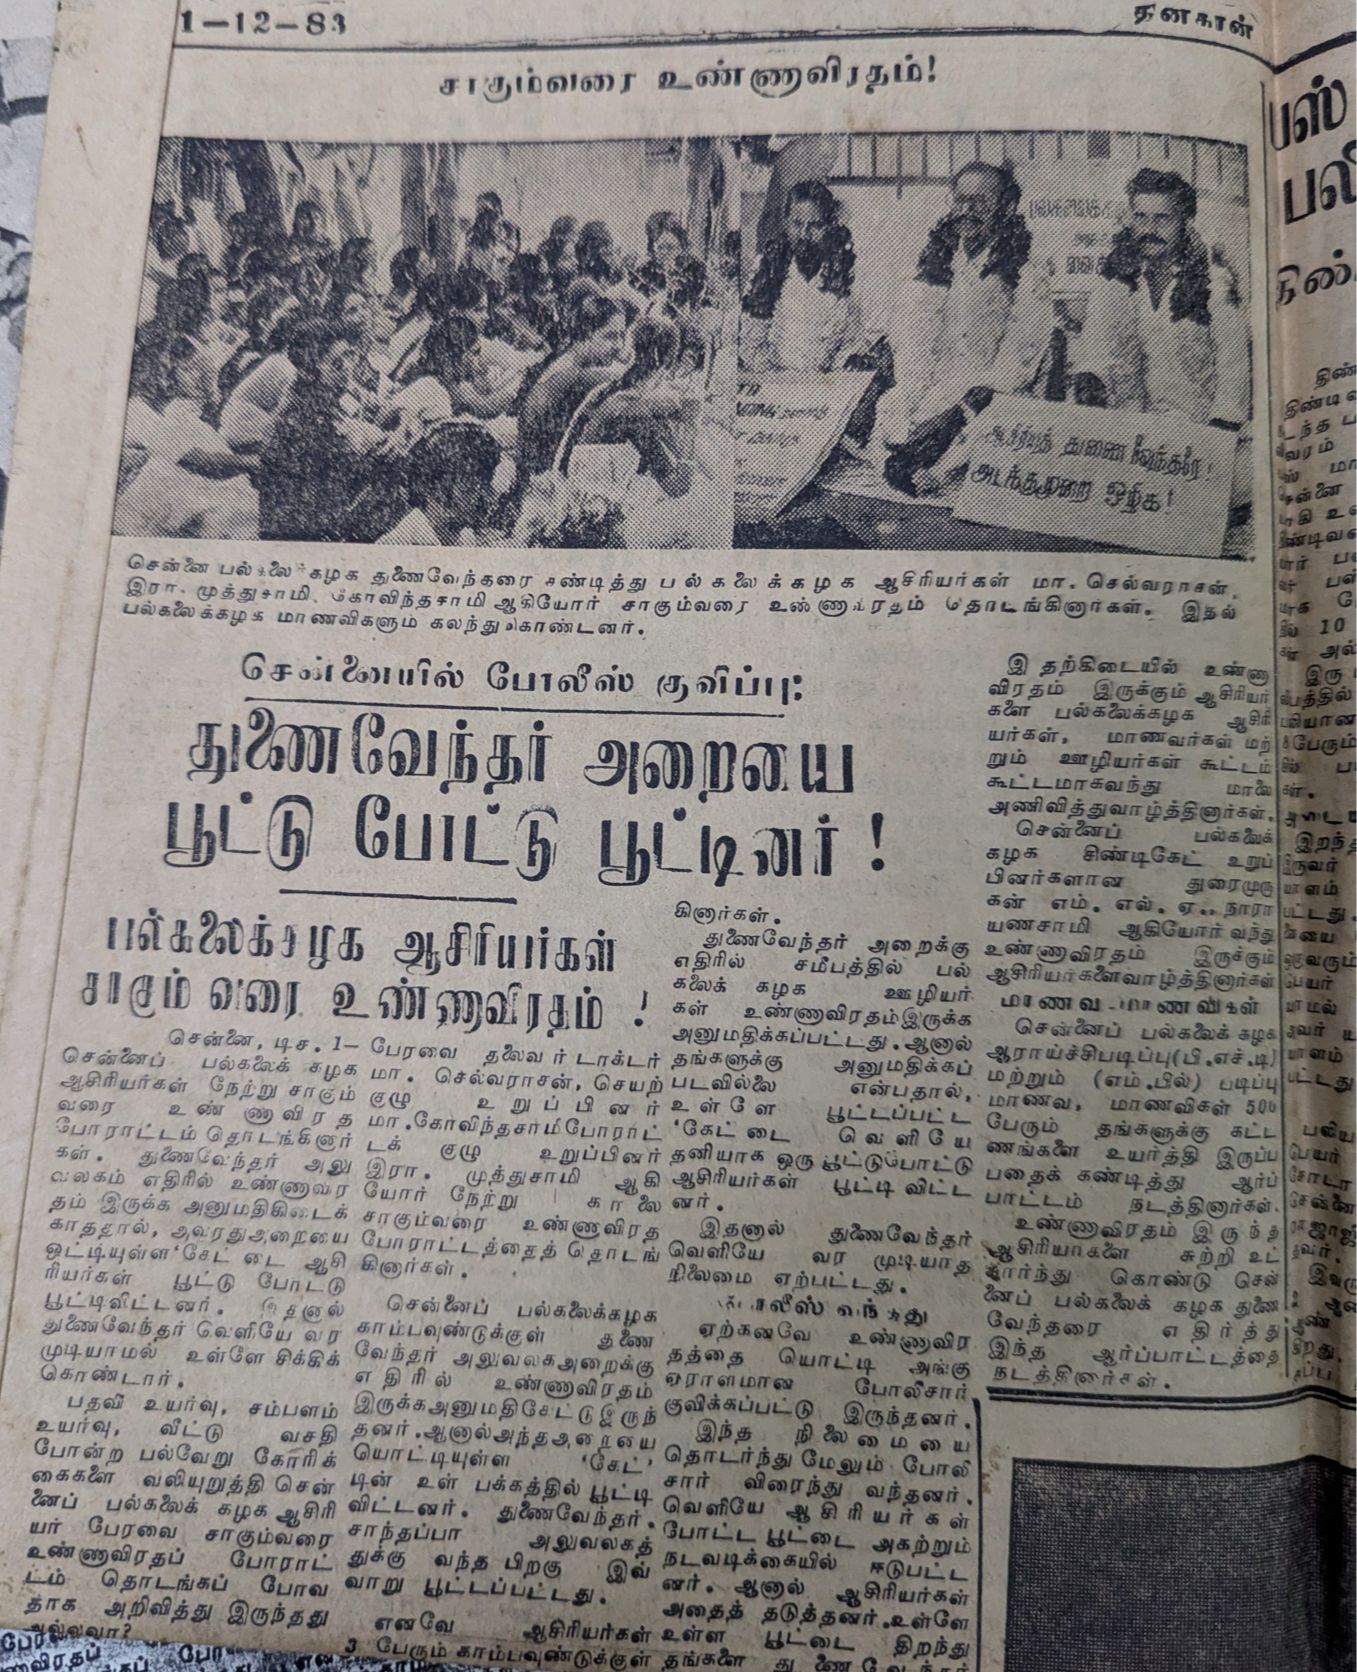 1-12-83
தினகரன்
சாகும்வரை உண்ணாவிரதம்!
ஆசிரியர்
துணைவேந்தரை!
அடக்குமுறை ஒழிக!
சென்னை பல்கலைக்கழக துணைவேந்தரை கண்டித்து பல்கலைக்கழக ஆசிரியர்கள் மா. செல்வராசன்,
இரா. முத்துசாமி, கோவிந்தசாமி ஆகியோர் சாகும்வரை உண்ணாவிரதம் தொடங்கினார்கள். இதில்
பல்கலைக்கழக மாணவிகளும் கலந்து கொண்டனர்.
சென்னையில் போலீஸ் குவிப்பு:
துணைவேந்தர் அறையை
பூட்டு போட்டு பூட்டினர்!
பல்கலைக்கழக ஆசிரியர்கள்
சாகும் வரை உண்ணாவிரதம்!
சென்னை, டிச. 1-
சென்னைப் பல்கலைக் கழக
ஆசிரியர்கள் நேற்று சாகும்
வரை உண்ணாவிரத
போராட்டம் தொடங்கினார்
கள். துணைவேந்தர் அலு
வலகம் எதிரில் உண்ணாவிர
தம் இருக்க அனுமதிகிடைக்
காததால், அவரதுஅறையை
ஒட்டியுள்ள 'கேட் டை ஆசி
ரியர்கள் பூட்டு போட்டு
பூட்டிவிட்டனர். இதனால்
துணைவேந்தர் வெளியே வர
முடியாமல் உள்ளே சிக்கிக்
கொண்டார்.
பதவி உயர்வு, சம்பளம்
உயர்வு, வீட்டு வசதி
போன்ற பல்வேறு கோரிக்
கைகளை வலியுறுத்தி சென்
னைப் பல்கலைக் கழக ஆசிரி
யர் பேரவை சாகும்வரை
உண்ணாவிரதப் போராட்
டம் தொடங்கப் போவ
தாக அறிவித்து இருந்தது
அல்லவா?
பேரவை தலைவர் டாக்டர்
மா. செல்வராசன், செயற்
குழு உறுப்பினர்
மா.கோவிந்தசாமிபோராட்
டக் குழு உறுப்பினர்
இரா. முத்துசாமி ஆகி
யோர் நேற்று காலை
சாகும்வரை உண்ணாவிரத
போராட்டத்தைத் தொடங்
கினார்கள்.
சென்னைப் பல்கலைக்கழக
காம்பவுண்டுக்குள் துணை
வேந்தர் அலுவலகஅறைக்கு
எதிரில் உண்ணாவிரதம்
இருக்கஅனுமதிகேட்டுஇருந்
தனர்.ஆனால்அந்தஅறையை
யொட்டியுள்ள 'கேட்'
டின் உள் பக்கத்தில் பூட்டி
விட்டனர். துணைவேந்தர்.
சாந்தப்பா அலுவலகத்
துக்கு வந்த பிறகு இவ்
வாறு பூட்டப்பட்டது.
எனவே ஆசிரியர்கள்
3 பேரும் காம்பவுண்டுக்குள்
கினார்கள்.
துணைவேந்தர் அறைக்கு
எதிரில் சமீபத்தில் பல்
கலைக் கழக ஊழியர்
கள் உண்ணாவிரதம்இருக்க
அனுமதிக்கப்பட்டது.ஆனால்
தங்களுக்கு அனுமதிக்கப்
படவில்லை என்பதால்,
உள்ளே பூட்டப்பட்ட
'கேட் டை வெளியே
தனியாக ஒரு பூட்டுபோட்டு
ஆசிரியர்கள் பூட்டி விட்ட
னர்.
இதனால் துணைவேந்தர்
வெளியே வர முடியாத
நிலைமை ஏற்பட்டது.
போலீஸ் வந்தது
ஏற்கனவே உண்ணாவிர
தத்தை யொட்டி அங்கு
ஏராளமான போலீசார்
குவிக்கப்பட்டு இருந்தனர்.
இந்த நிலைமையை
தொடர்ந்து மேலும் போலீ
சார் விரைந்து வந்தனர்.
வெளியே ஆசிரியர்கள்
போட்ட பூட்டை அகற்றும்
நடவடிக்கையில் ஈடுபட்ட
னர். ஆனால் ஆசிரியர்கள்
அதைத் தடுத்தனர்.உள்ளே
உள்ள பூட்டை திறந்து
தங்களை துணைவேந்தர்
இதற்கிடையில் உண்ணா
விரதம் இருக்கும் ஆசிரியர்
களை பல்கலைக்கழக ஆசிரி
யர்கள், மாணவர்கள் மற்
றும் ஊழியர்கள் கூட்டம்
கூட்டமாகவந்து மாலை
அணிவித்துவாழ்த்தினார்கள்.
சென்னைப் பல்கலைக்
கழக சிண்டிகேட் உறுப்
பினர்களான துரைமுரு
கன் எம். எல். ஏ., நாரா
யணசாமி ஆகியோர் வந்து
உண்ணாவிரதம் இருக்கும்
ஆசிரியர்களைவாழ்த்தினார்கள்
மாணவ-மாணவிகள்
சென்னைப் பல்கலைக் கழக
ஆராய்ச்சிபடிப்பு(பி.எச்.டி)
மற்றும் (எம்.பில்) படிப்பு
மாணவ, மாணவிகள் 500
பேரும் தங்களுக்கு கட்ட
ணங்களை உயர்த்தி இருப்ப
பதைக் கண்டித்து ஆர்ப்
பாட்டம் நடத்தினார்கள்.
உண்ணாவிரதம் இருந்த
ஆசிரியர்களை சுற்றி உட்
கார்ந்து கொண்டு சென்
னைப் பல்கலைக் கழக துணை
வேந்தரை எதிர்த்து
இந்த ஆர்ப்பாட்டத்தை
நடத்தினார்கள்.
பஸ்
பலி